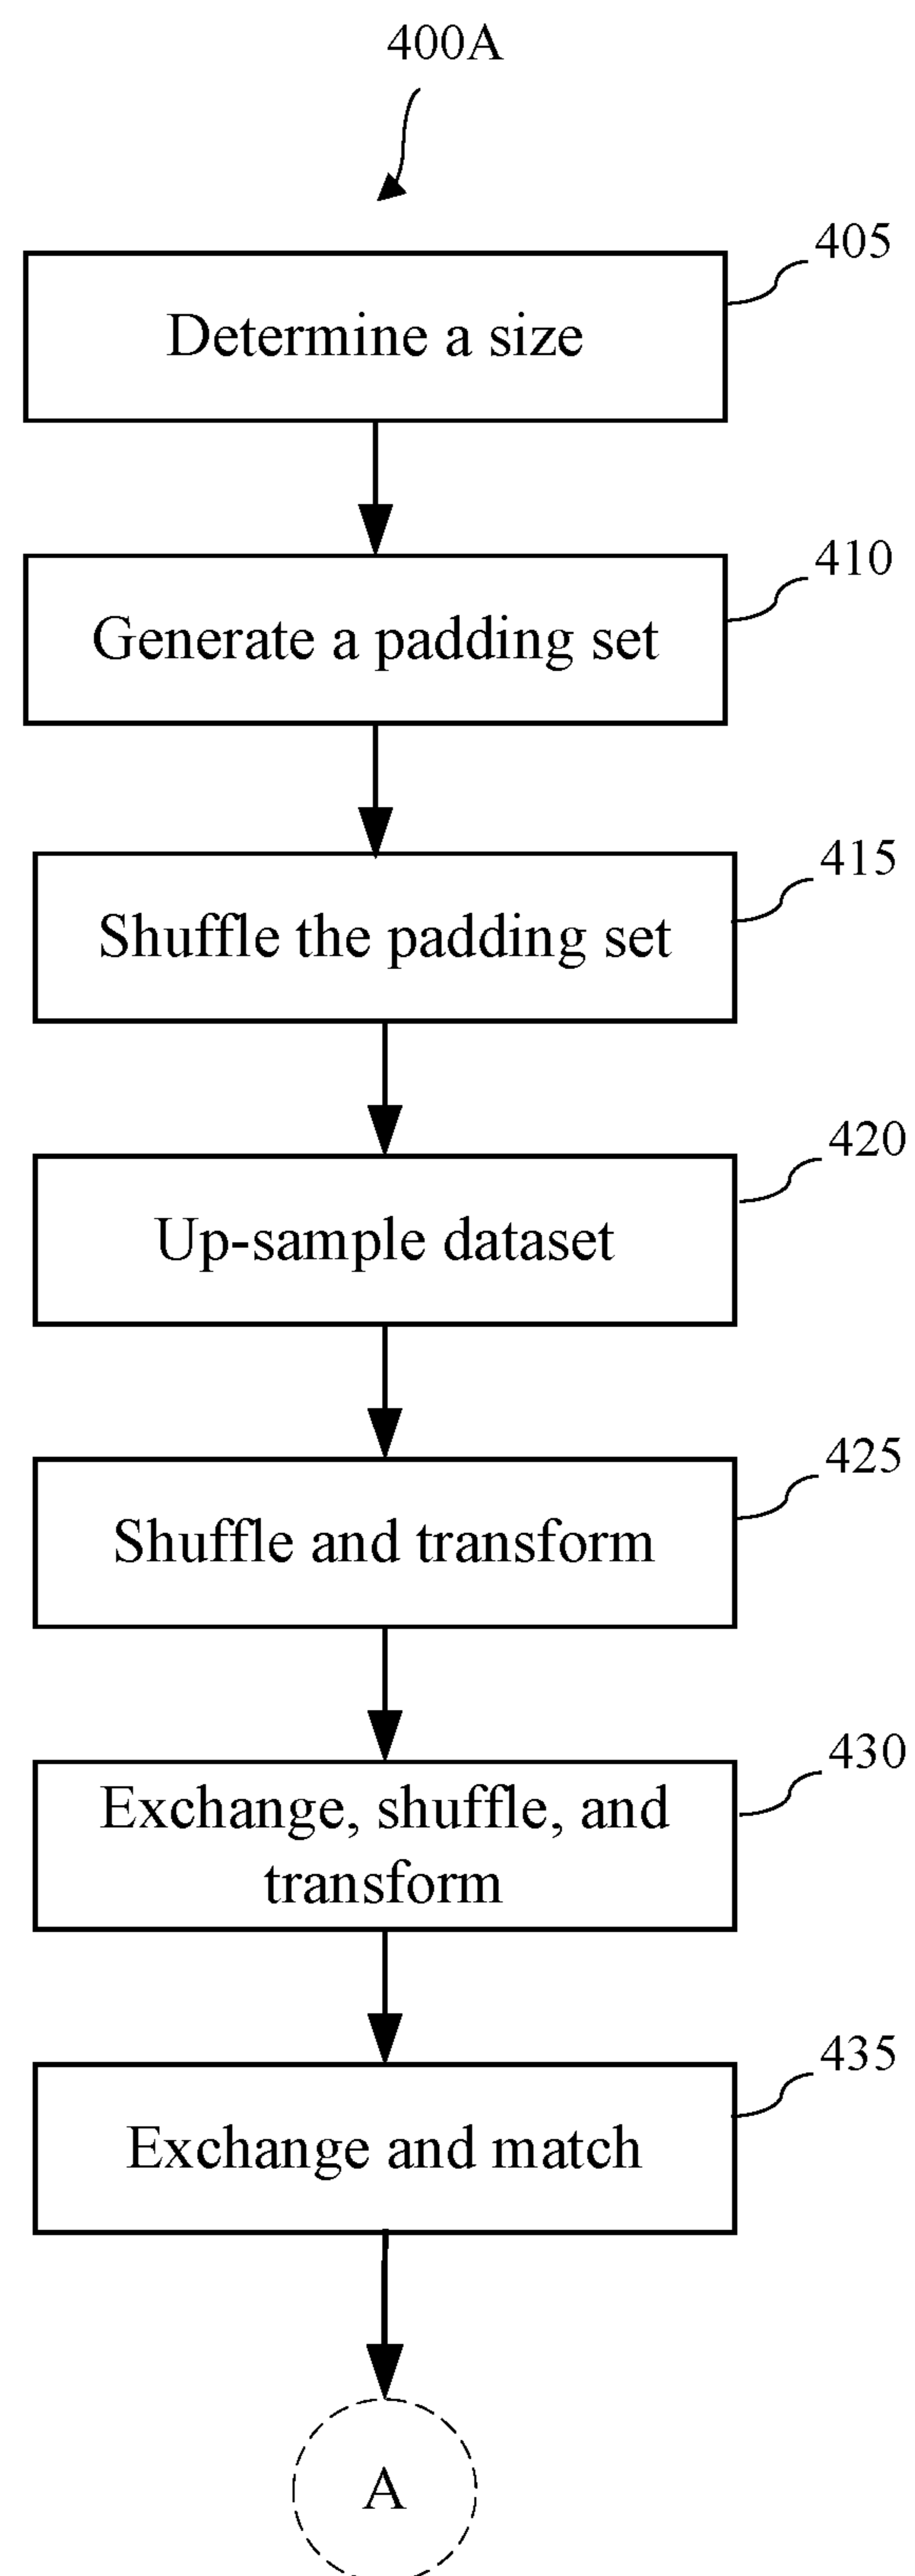 400A
405
Determine a size
410
Generate a padding set
415
Shuffle the padding set
420
Up-sample dataset
425
Shuffle and transform
430
Exchange, shuffle, and
transform
435
Exchange and match
A